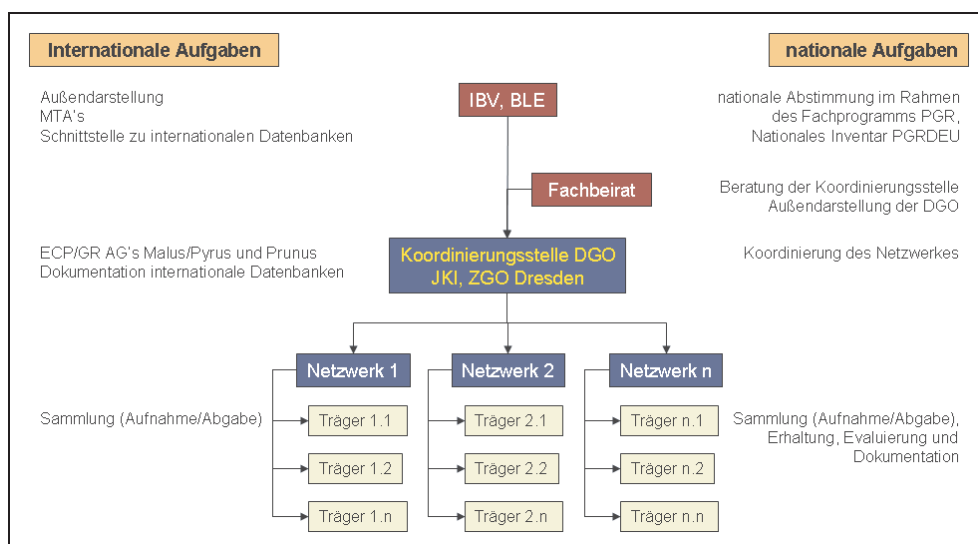 Internationale Aufgaben
nationale Aufgaben
Außendarstellung
MTA's
Schnittstelle zu internationalen Datenbanken
IBV, BLE
nationale Abstimmung im Rahmen
des Fachprogramms PGR,
Nationales Inventar PGRDEU
Fachbeirat
Beratung der Koordinierungsstelle
Außendarstellung der DGO
ECP/GR AG's Malus/Pyrus und Prunus
Dokumentation internationale Datenbanken
Koordinierungsstelle DGO
JKI, ZGO Dresden
Koordinierung des Netzwerkes
Netzwerk 1
Netzwerk 2
Netzwerk n
Sammlung (Aufnahme/Abgabe)
Träger 1.1
Träger 2.1
Träger n.1
Sammlung (Aufnahme/Abgabe),
Erhaltung, Evaluierung und
Dokumentation
Träger 1.2
Träger 2.2
Träger n.2
Träger 1.n
Träger 2.n
Träger n.n